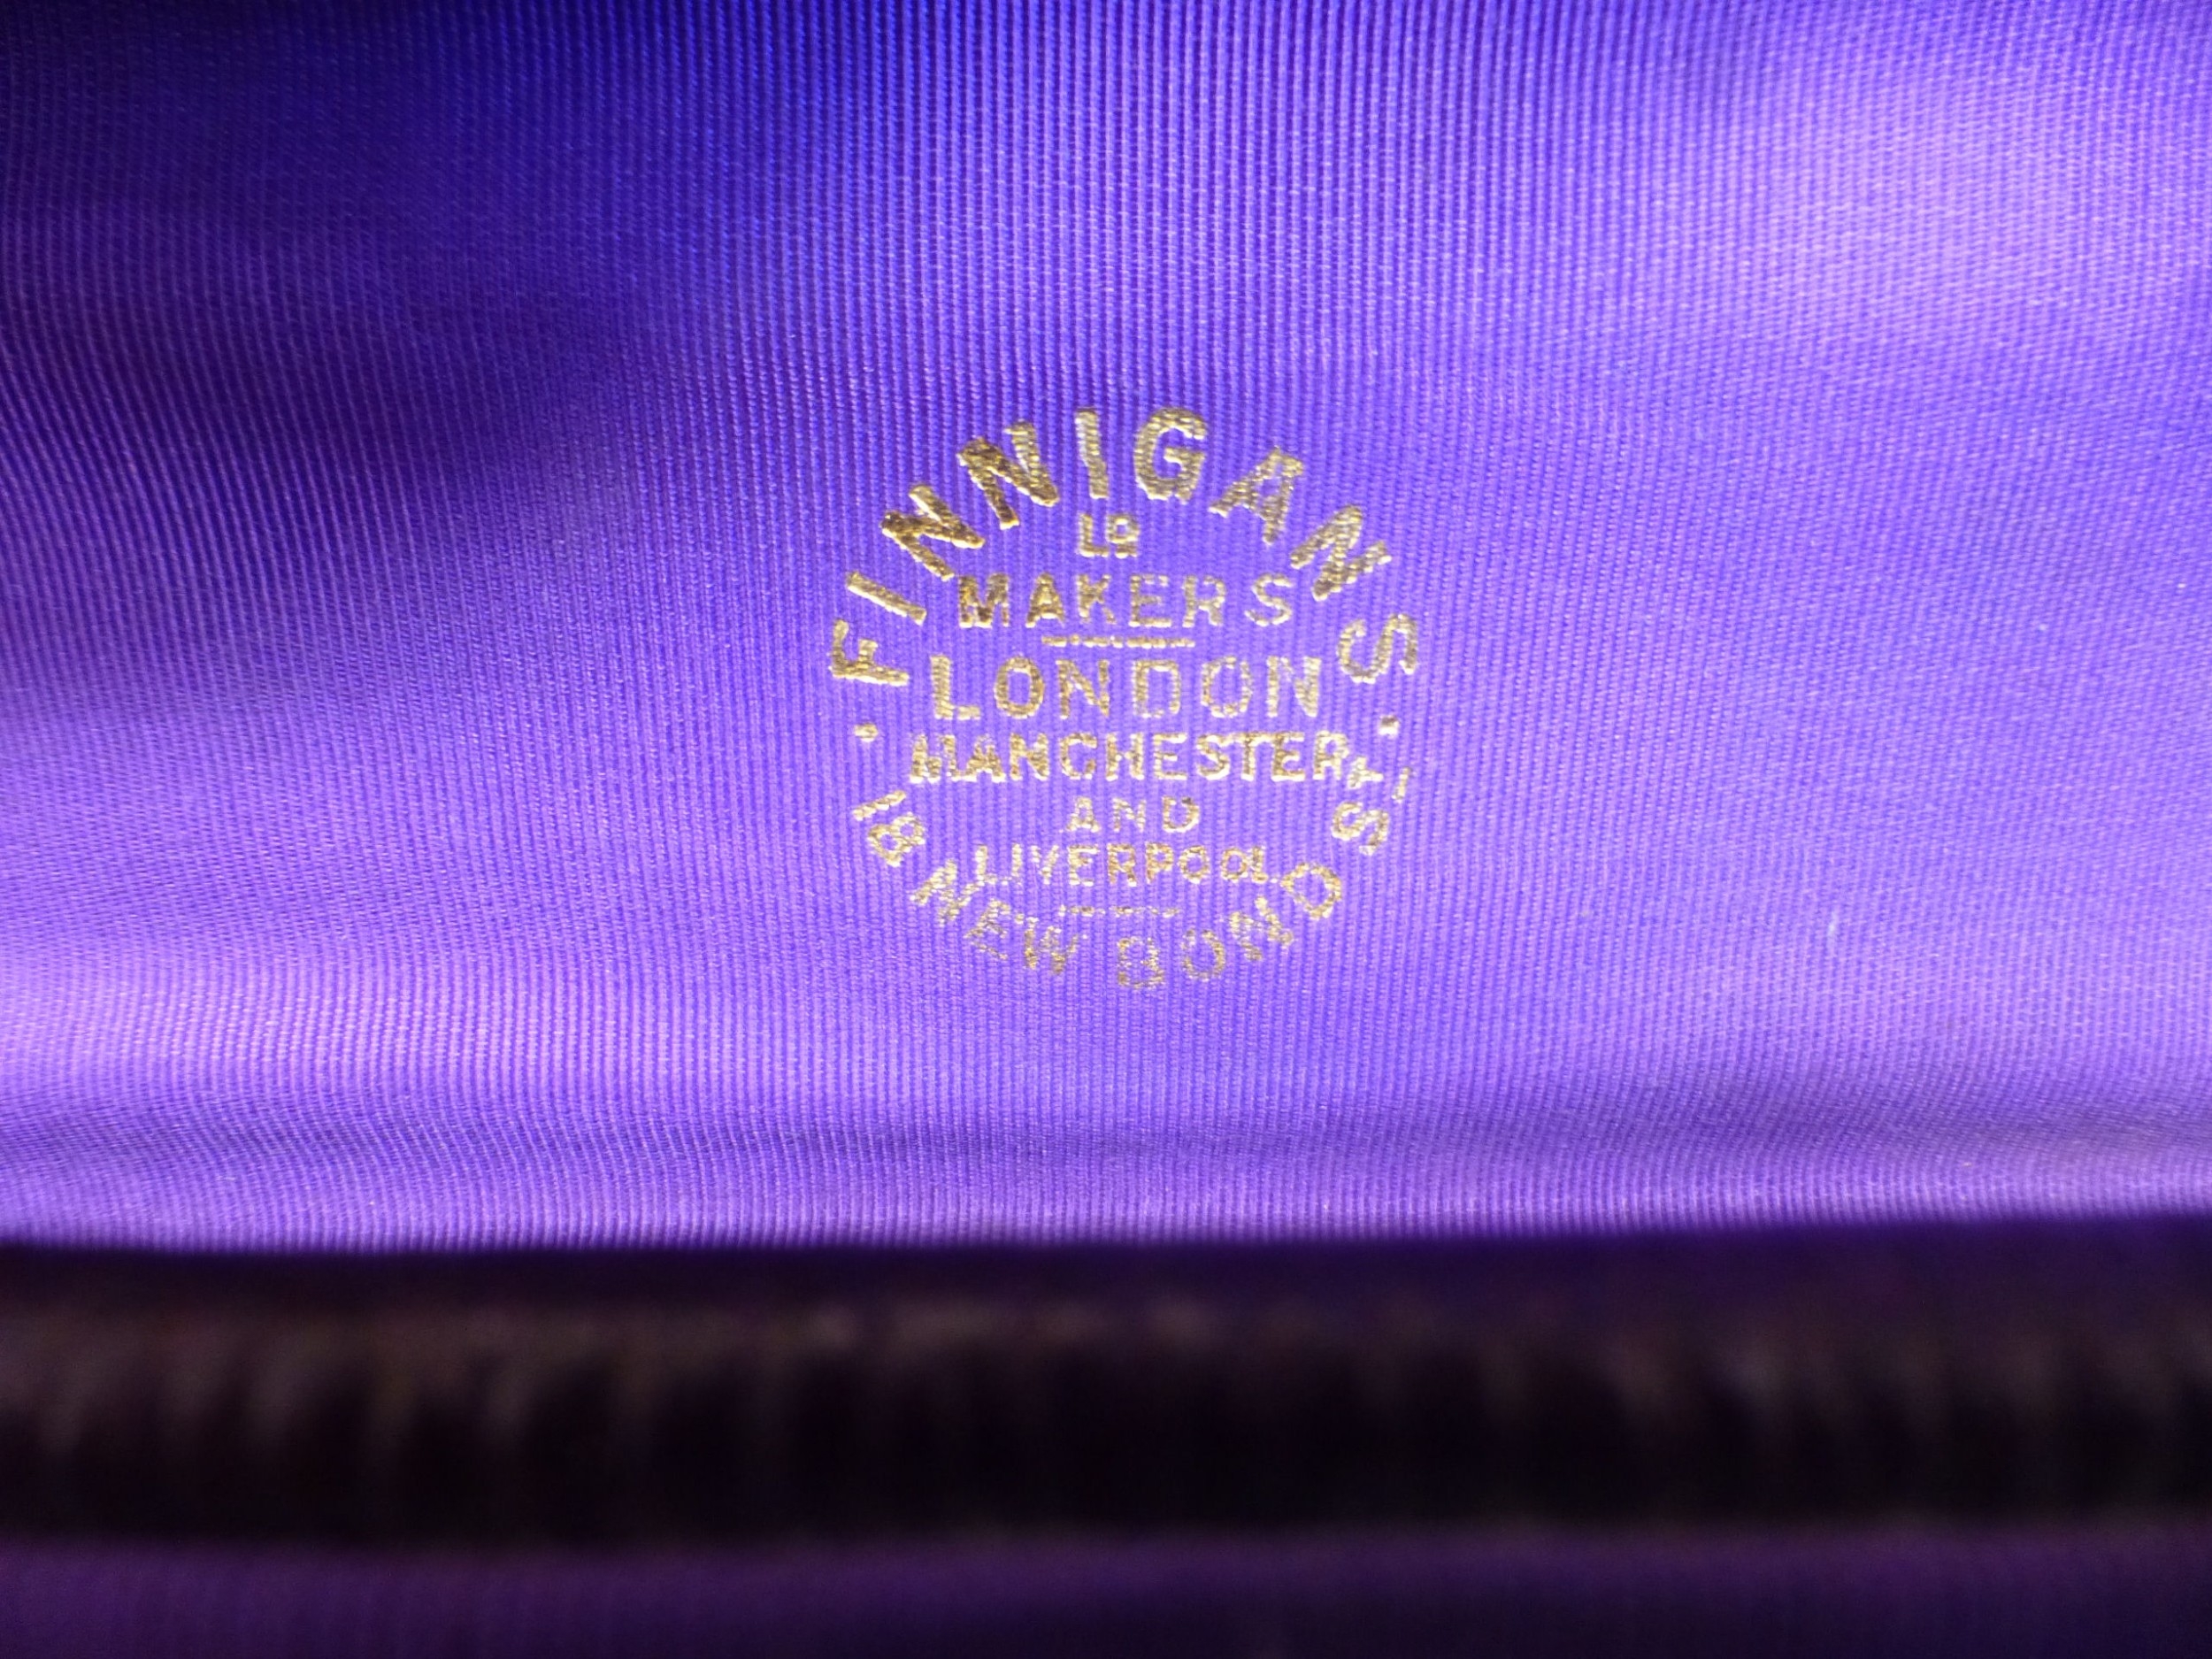 FINNIGANS
LD
MAKERS
LONDON
MANCHESTER
AND
LIVERPOOL
18 NEW BOND ST